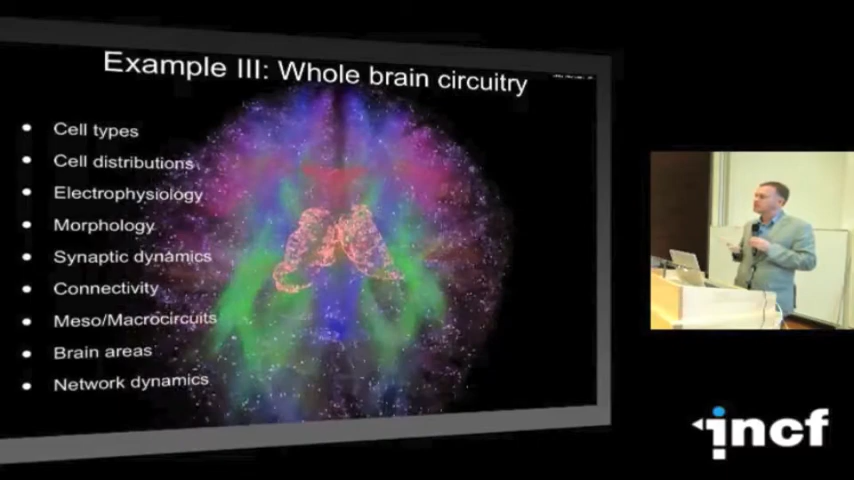 Example III: Whole brain circuitry
• Cell types
• Cell distributions
• Electrophysiology
• Morphology
• Synaptic dynamics
• Connectivity
• Meso/Macrocircuits
• Brain areas
• Network dynamics
incf